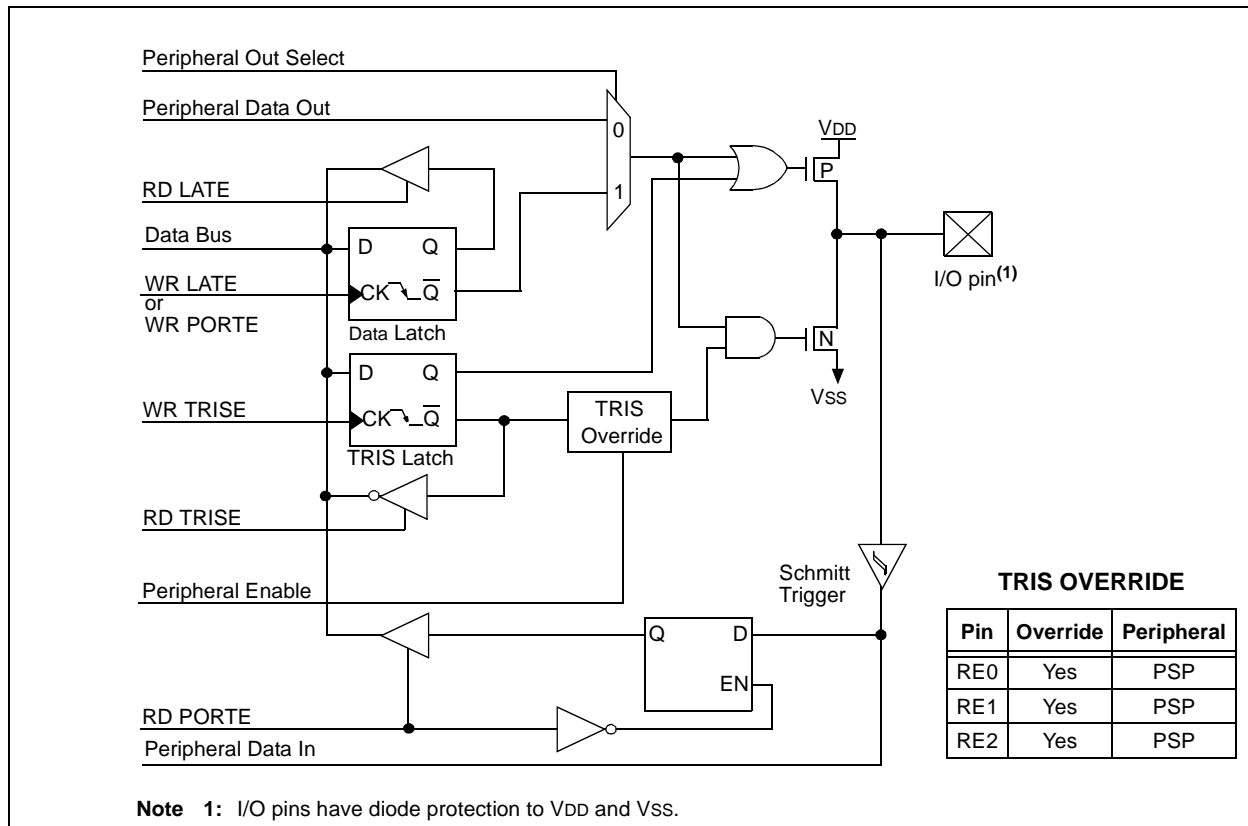 Peripheral Out Select
Peripheral Data Out
0
1
VDD
P
RD LATE
Data Bus
D Q
WR LATE
or
WR PORTE
CK Q̅
Data Latch
I/O pin(1)
N
VSS
D Q
WR TRISE
CK Q̅
TRIS Latch
TRIS
Override
RD TRISE
Peripheral Enable
Schmitt
Trigger
Q D
EN
RD PORTE
Peripheral Data In
TRIS OVERRIDE
Pin Override Peripheral
RE0 Yes PSP
RE1 Yes PSP
RE2 Yes PSP
Note 1: I/O pins have diode protection to VDD and VSS.